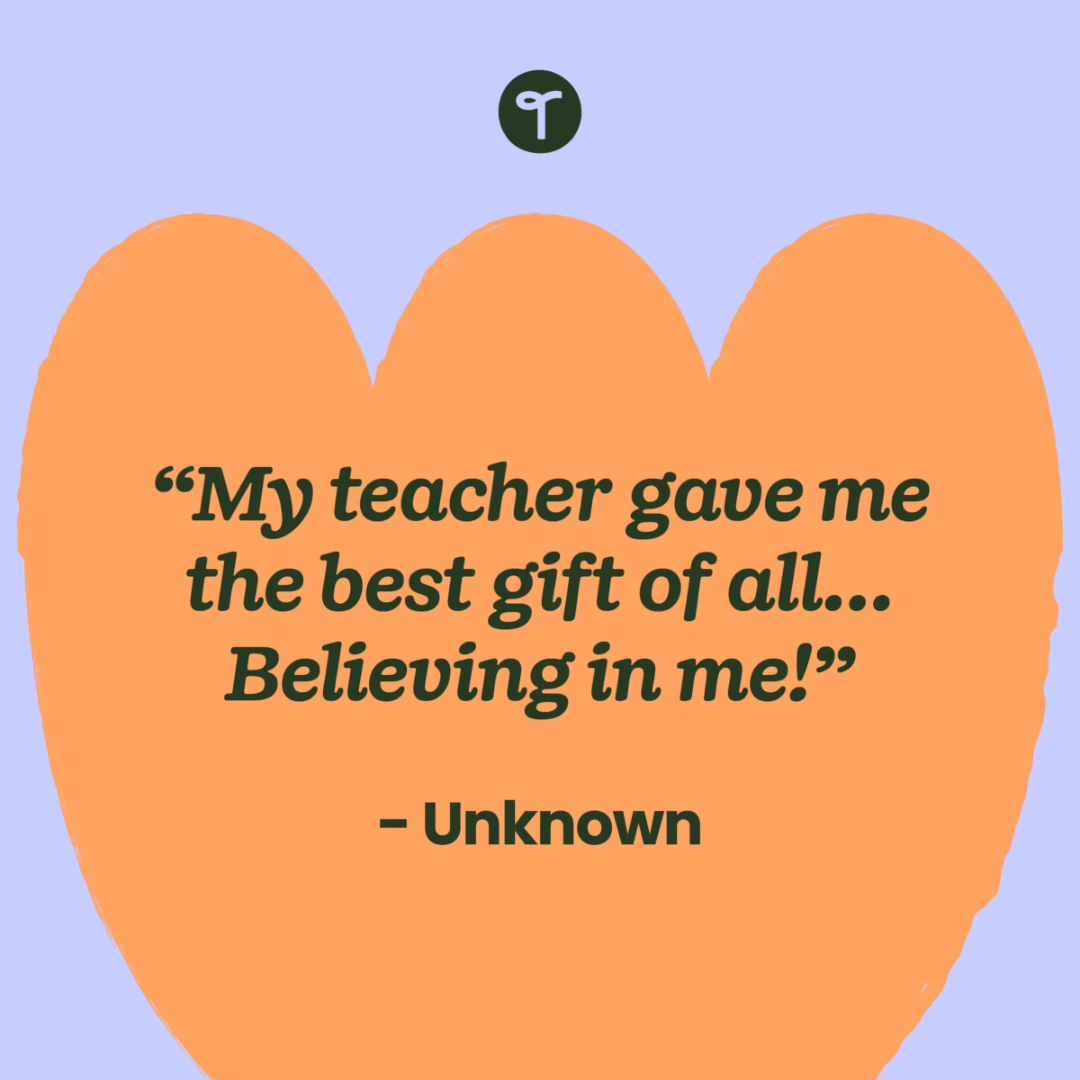 “My teacher gave me
the best gift of all...
Believing in me!”
- Unknown